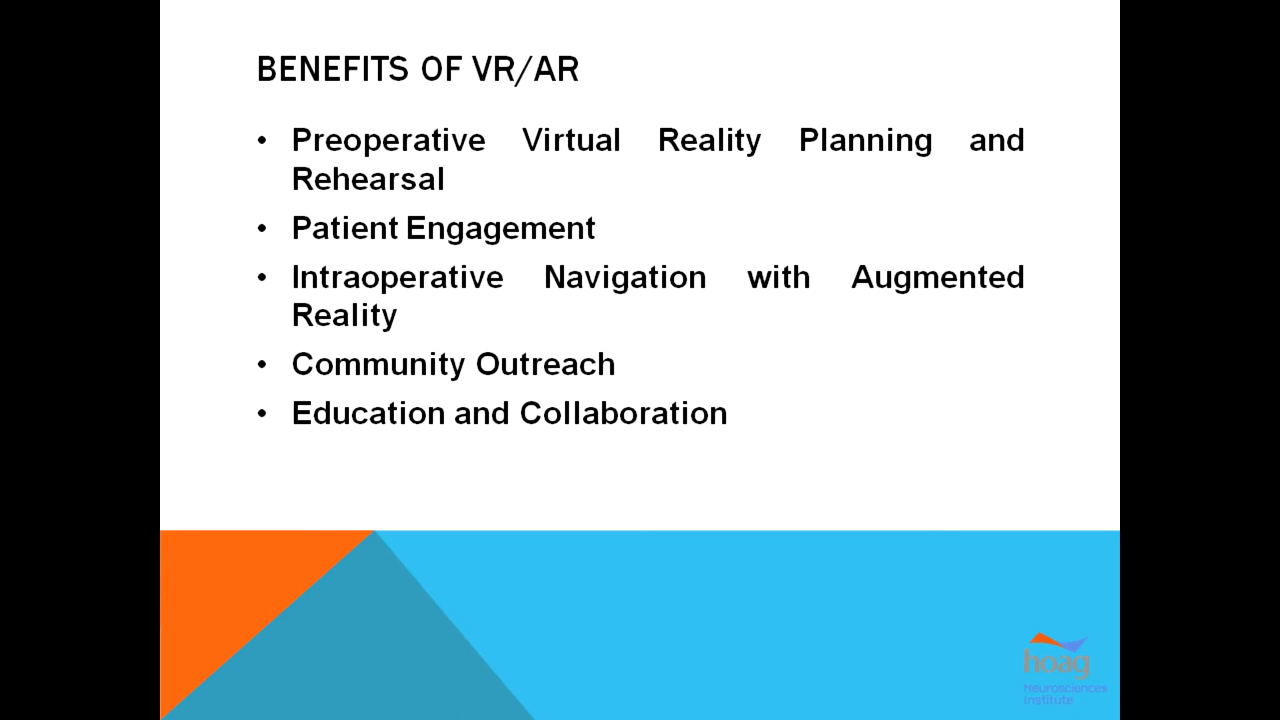 BENEFITS OF VR/AR
• Preoperative Virtual Reality Planning and
Rehearsal
• Patient Engagement
• Intraoperative Navigation with Augmented
Reality
• Community Outreach
• Education and Collaboration
hoag
Neurosciences
Institute